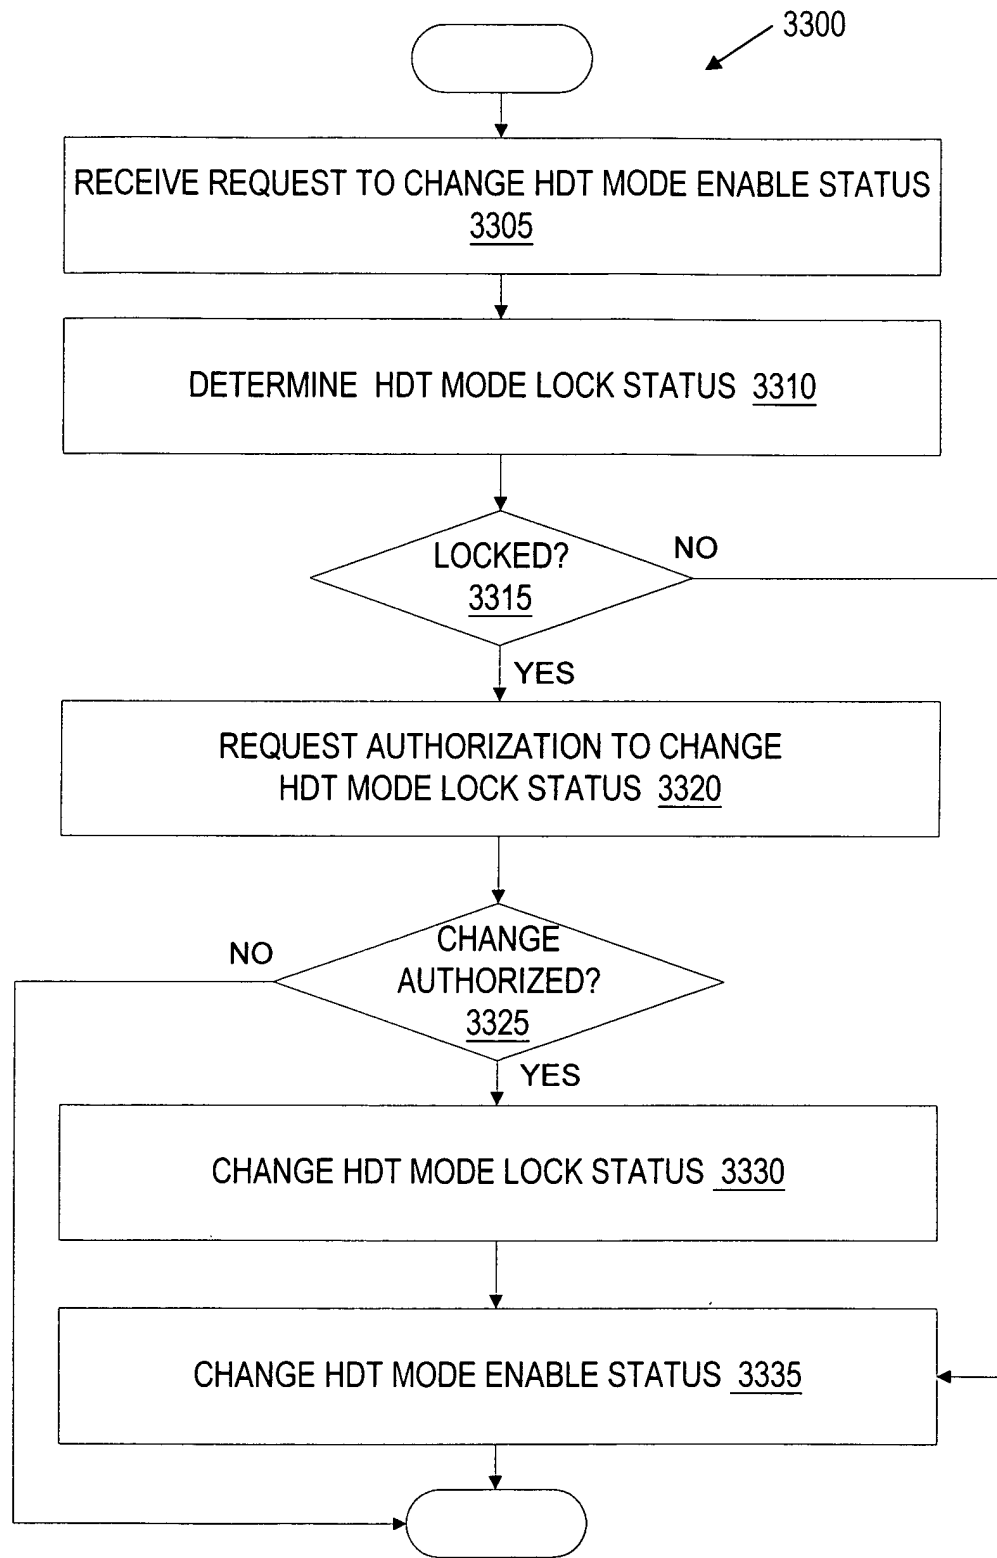 3300
RECEIVE REQUEST TO CHANGE HDT MODE ENABLE STATUS
3305
DETERMINE HDT MODE LOCK STATUS 3310
LOCKED?
3315
NO
YES
REQUEST AUTHORIZATION TO CHANGE
HDT MODE LOCK STATUS 3320
NO
CHANGE
AUTHORIZED?
3325
YES
CHANGE HDT MODE LOCK STATUS 3330
CHANGE HDT MODE ENABLE STATUS 3335